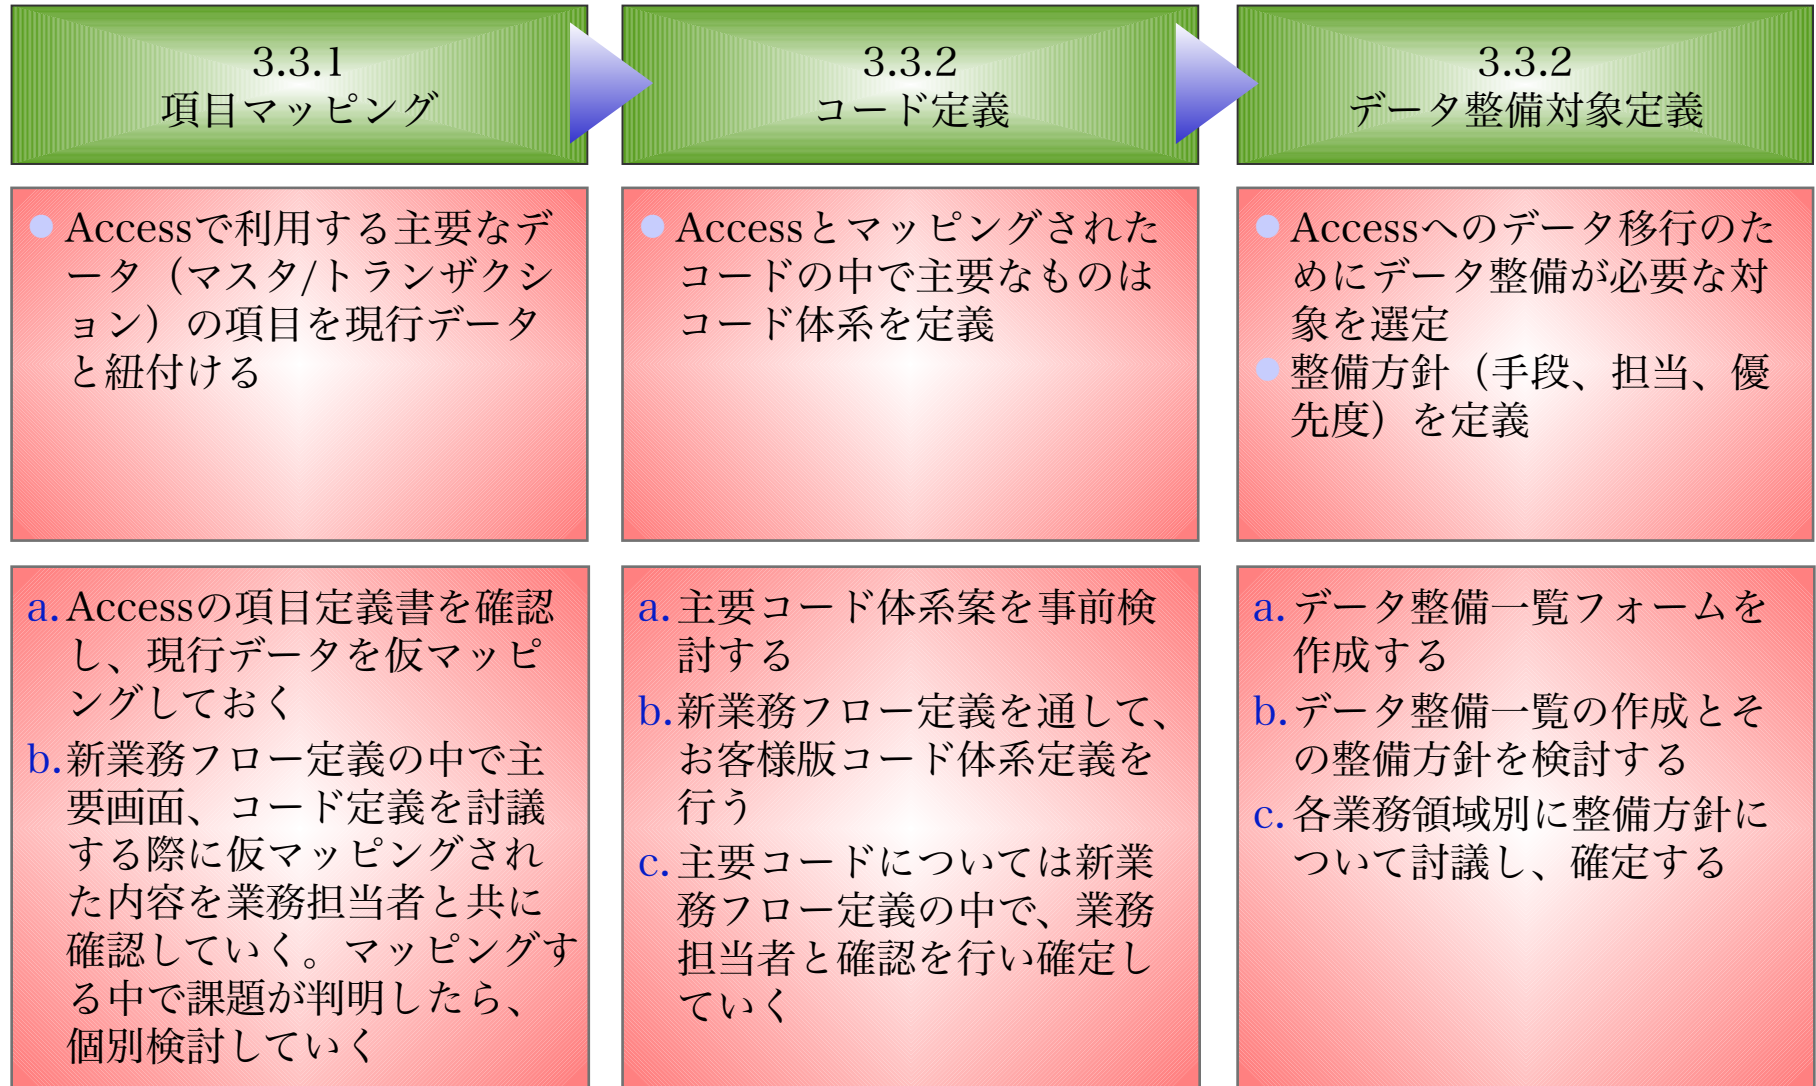 3.3.1
項目マッピング
3.3.2
コード定義
3.3.2
データ整備対象定義
Accessで利用する主要なデ
ータ（マスタ/トランザクシ
ョン）の項目を現行データ
と紐付ける
Accessとマッピングされた
コードの中で主要なものは
コード体系を定義
Accessへのデータ移行のた
めにデータ整備が必要な対
象を選定
整備方針（手段、担当、優
先度）を定義
a.Accessの項目定義書を確認
し、現行データを仮マッピ
ングしておく
b.新業務フロー定義の中で主
要画面、コード定義を討議
する際に仮マッピングされ
た内容を業務担当者と共に
確認していく。マッピングす
る中で課題が判明したら、
個別検討していく
a.主要コード体系案を事前検
討する
b.新業務フロー定義を通して、
お客様版コード体系定義を
行う
c.主要コードについては新業
務フロー定義の中で、業務
担当者と確認を行い確定し
ていく
a.データ整備一覧フォームを
作成する
b.データ整備一覧の作成とそ
の整備方針を検討する
c.各業務領域別に整備方針に
ついて討議し、確定する